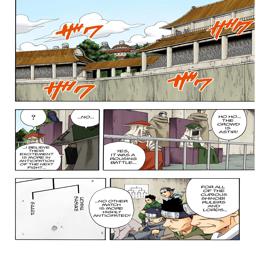 ザワ
ザワ
ザワ
ザワ
HO HO...
THE
CROWD
IS
ASTIR!
YES,
IT WAS A
ROUSING
BATTLE...
...NO...
?
...I BELIEVE
THEIR
EXCITEMENT
IS MORE IN
ANTICIPATION
OF THE
NEXT
FIGHT...
FOR ALL
OF THE
CURIOUS
SHINOBI
RULERS
AND
LORDS...
...NO OTHER
MATCH
IS MORE
HIGHLY
ANTICIPATED!